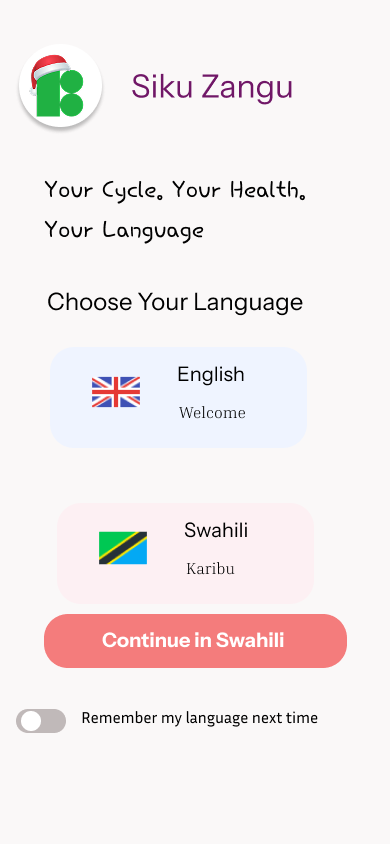 Siku Zangu
Your Cycle. Your Health.
Your Language
Choose Your Language
English
Welcome
Swahili
Karibu
Continue in Swahili
Remember my language next time